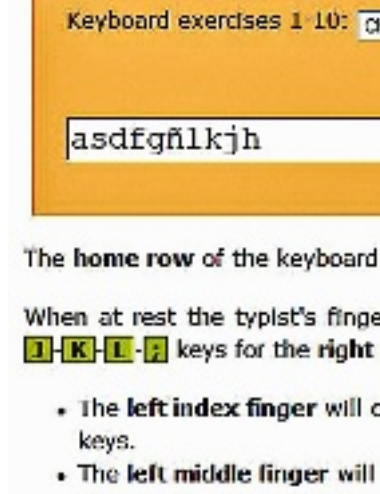 Keyboard exercises 1-10:
asdfgñlkjh
The home row of the keyboard
When at rest the typist's finge
J-K-L-; keys for the right
• The left index finger will
keys.
• The left middle finger will